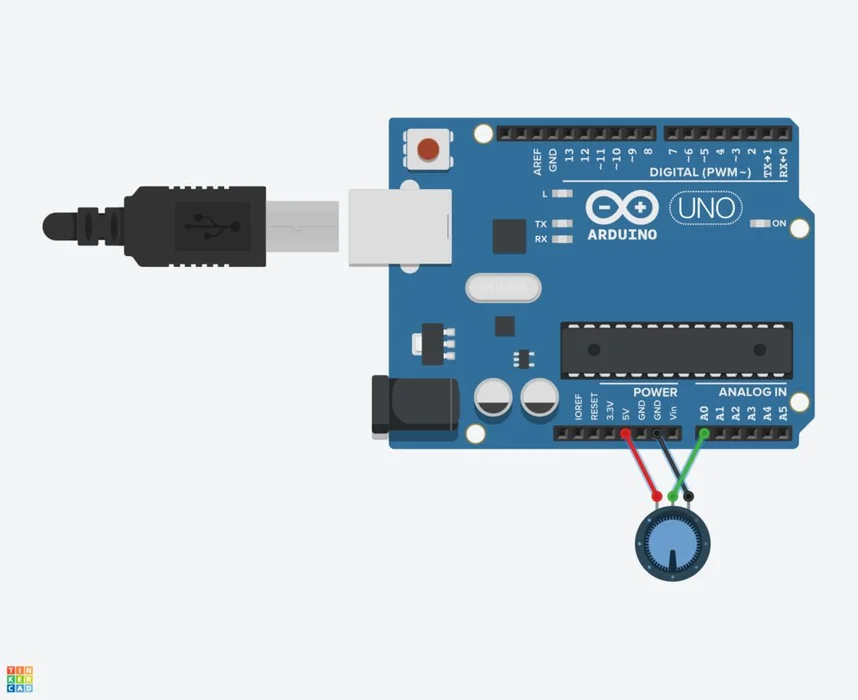 AREF
GND
13
12
~11
~10
~9
8
7
~6
~5
4
~3
2
TX→1
RX←0
DIGITAL (PWM~)
L
TX
RX
ARDUINO
UNO
ON
POWER
ANALOG IN
IOREF
RESET
3.3V
5V
GND
GND
Vin
A0
A1
A2
A3
A4
A5
TIN
KER
CAD